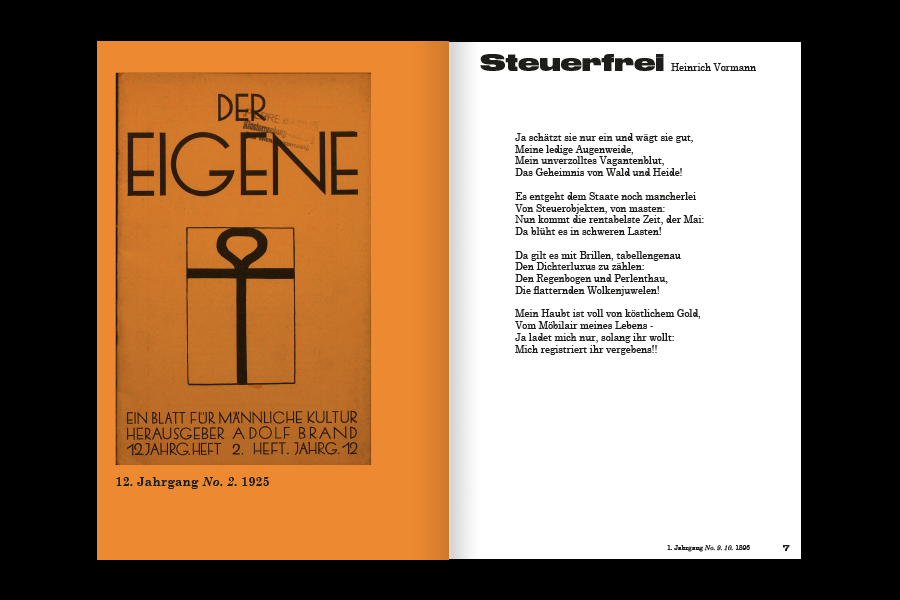 DER
EIGENE
EIN BLATT FÜR MÄNNLICHE KULTUR
HERAUSGEBER ADOLF BRAND
12JAHRG.HEFT 2. HEFT. JAHRG. 12
12. Jahrgang No. 2. 1925
Steuerfrei Heinrich Vormann
Ja schätzt sie nur ein und wägt sie gut,
Meine ledige Augenweide,
Mein unverzolltes Vagantenblut,
Das Geheimnis von Wald und Heide!
Es entgeht dem Staate noch mancherlei
Von Steuerobjekten, von masten:
Nun kommt die rentabelste Zeit, der Mai:
Da blüht es in schweren Lasten!
Da gilt es mit Brillen, tabellengenau
Den Dichterluxus zu zählen:
Den Regenbogen und Perlenthau,
Die flatternden Wolkenjuwelen!
Mein Haubt ist voll von köstlichem Gold,
Vom Möbilair meines Lebens -
Ja ladet mich nur, solang ihr wollt:
Mich registriert ihr vergebens!!
1. Jahrgang No. 9. 10. 1896
7